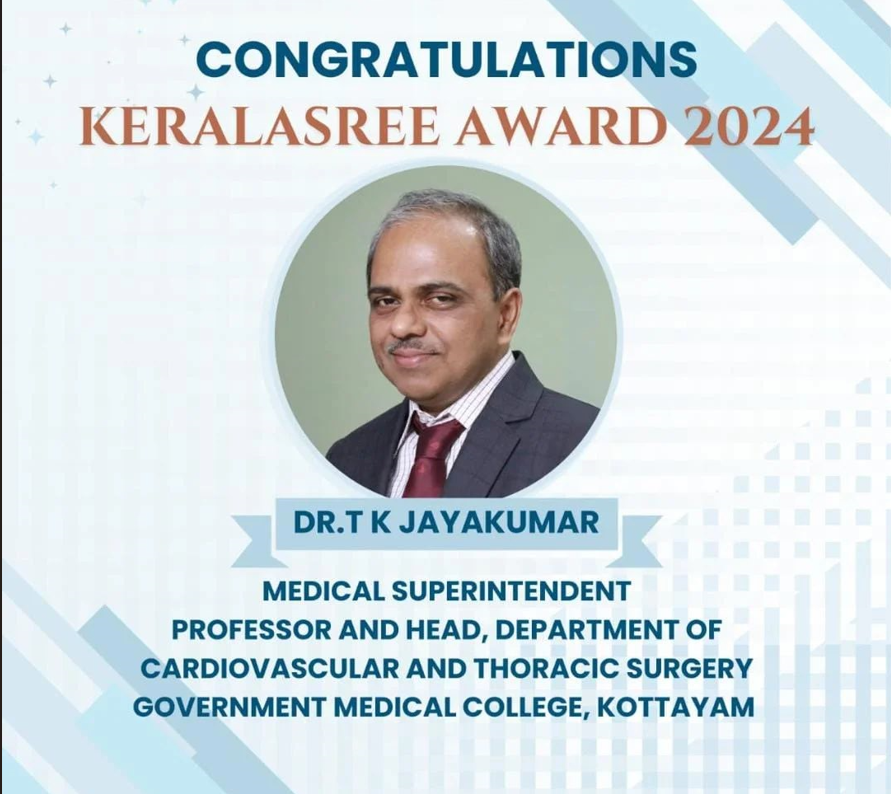 CONGRATULATIONS
KERALASREE AWARD 2024
DR.T K JAYAKUMAR
MEDICAL SUPERINTENDENT
PROFESSOR AND HEAD, DEPARTMENT OF
CARDIOVASCULAR AND THORACIC SURGERY
GOVERNMENT MEDICAL COLLEGE, KOTTAYAM